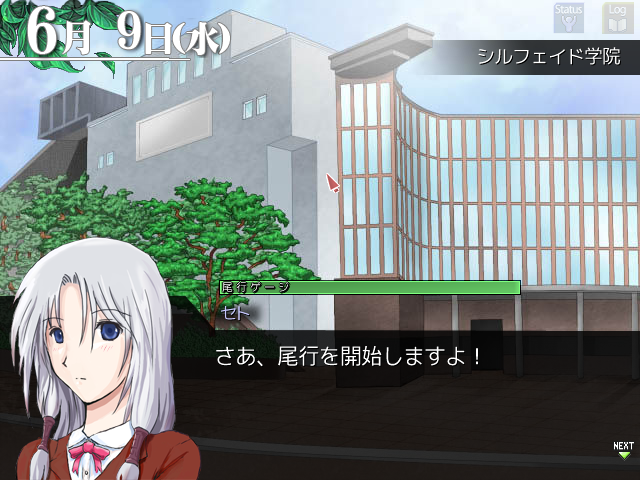 6月 9日(水)
Status
Log
シルフェイド学院
尾行ゲージ
セト
さあ、尾行を開始しますよ！
NEXT